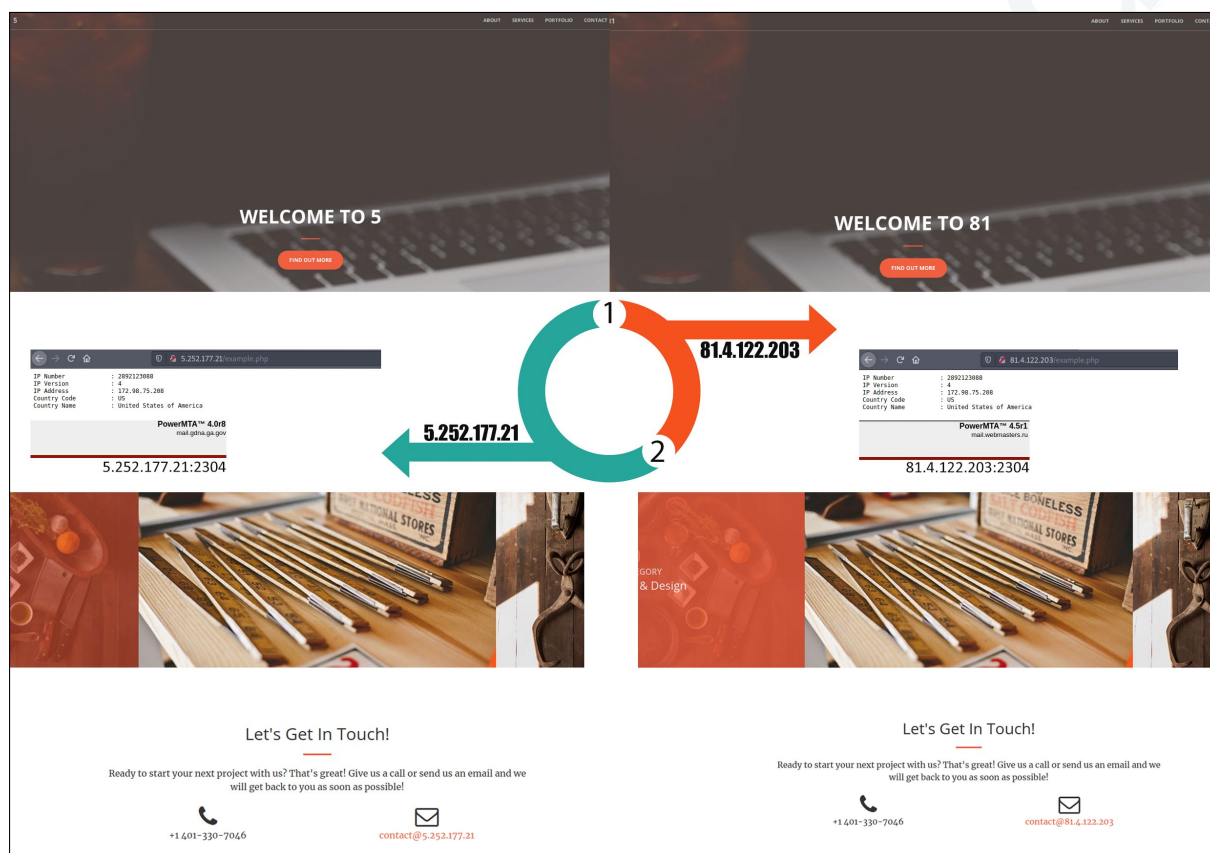 5
ABOUT SERVICES PORTFOLIO CONTACT
ABOUT SERVICES PORTFOLIO
WELCOME TO 5
FIND OUT MORE
WELCOME TO 81
FIND OUT MORE
1
2
81.4.122.203
5.252.177.21
5.252.177.21/example.php
IP Number : 2892123088
IP Version : 4
IP Address : 172.98.75.208
Country Code : US
Country Name : United States of America
PowerMTA™ 4.0r8
mail.gdna.ga.gov
5.252.177.21:2304
81.4.122.203/example.php
IP Number : 2892123088
IP Version : 4
IP Address : 172.98.75.208
Country Code : US
Country Name : United States of America
PowerMTA™ 4.5r1
mail.webmasters.ru
81.4.122.203:2304
NATIONAL STORES
GORY
& Design
BONELESS
CODFISH
NATIONAL STORES
Let's Get In Touch!
Ready to start your next project with us? That's great! Give us a call or send us an email and we
will get back to you as soon as possible!
+1 401-330-7046
contact@5.252.177.21
Let's Get In Touch!
Ready to start your next project with us? That's great! Give us a call or send us an email and we
will get back to you as soon as possible!
+1 401-330-7046
contact@81.4.122.203